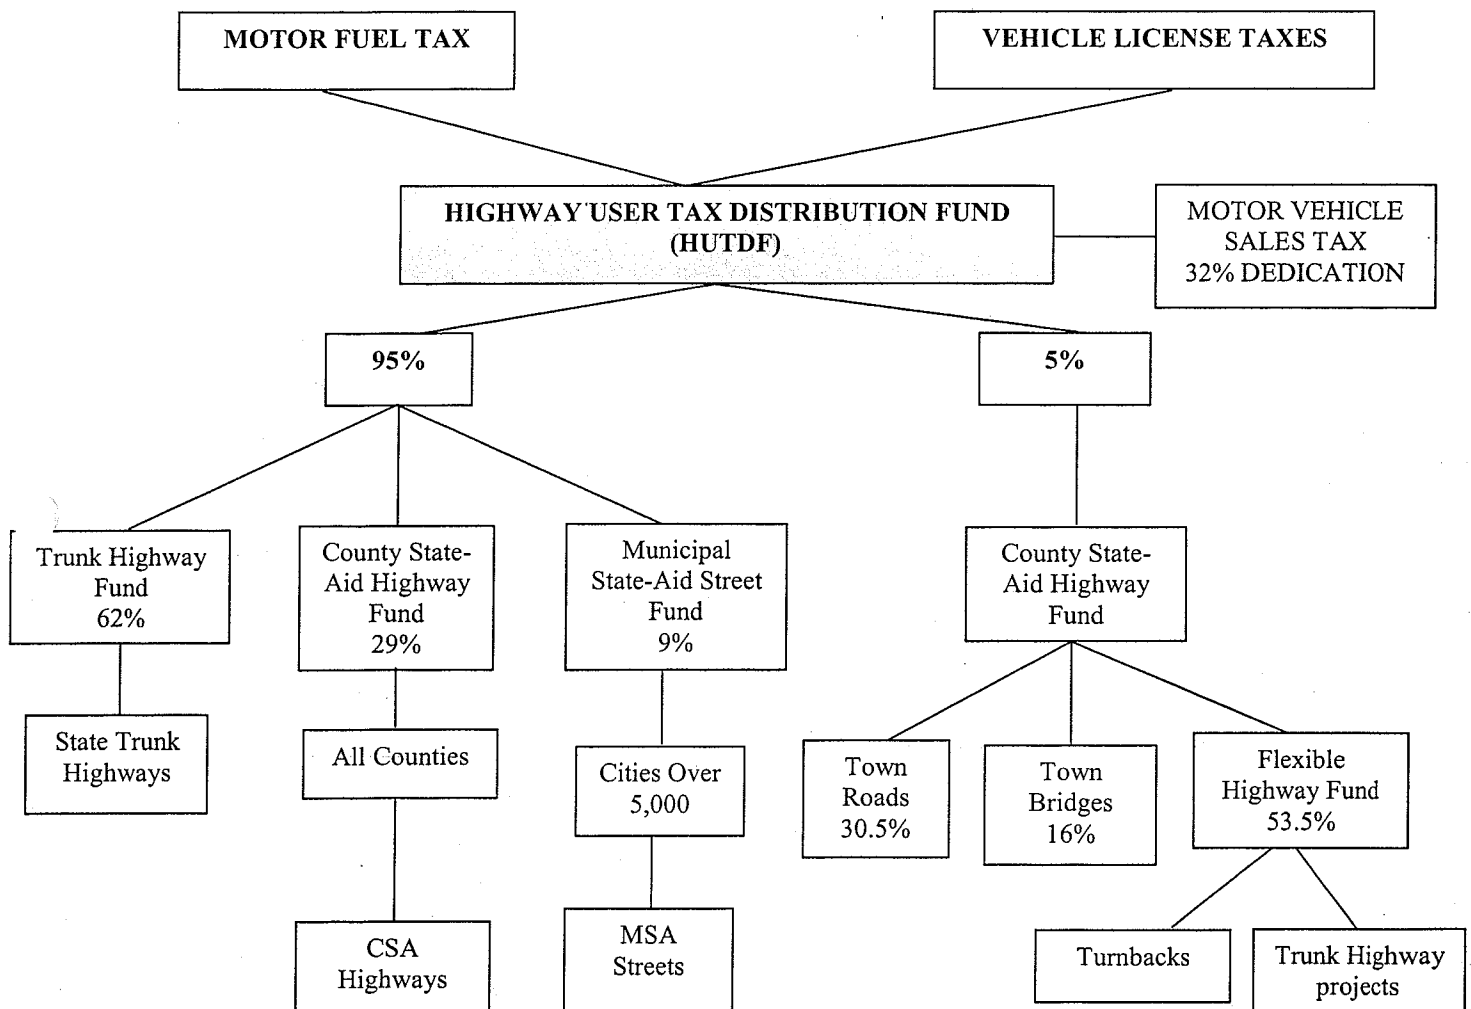 MOTOR FUEL TAX
VEHICLE LICENSE TAXES
HIGHWAY USER TAX DISTRIBUTION FUND
(HUTDF)
MOTOR VEHICLE
SALES TAX
32% DEDICATION
95%
5%
Trunk Highway
Fund
62%
County State-
Aid Highway
Fund
29%
Municipal
State-Aid Street
Fund
9%
County State-
Aid Highway
Fund
State Trunk
Highways
All Counties
Cities Over
5,000
Town
Roads
30.5%
Town
Bridges
16%
Flexible
Highway Fund
53.5%
CSA
Highways
MSA
Streets
Turnbacks
Trunk Highway
projects